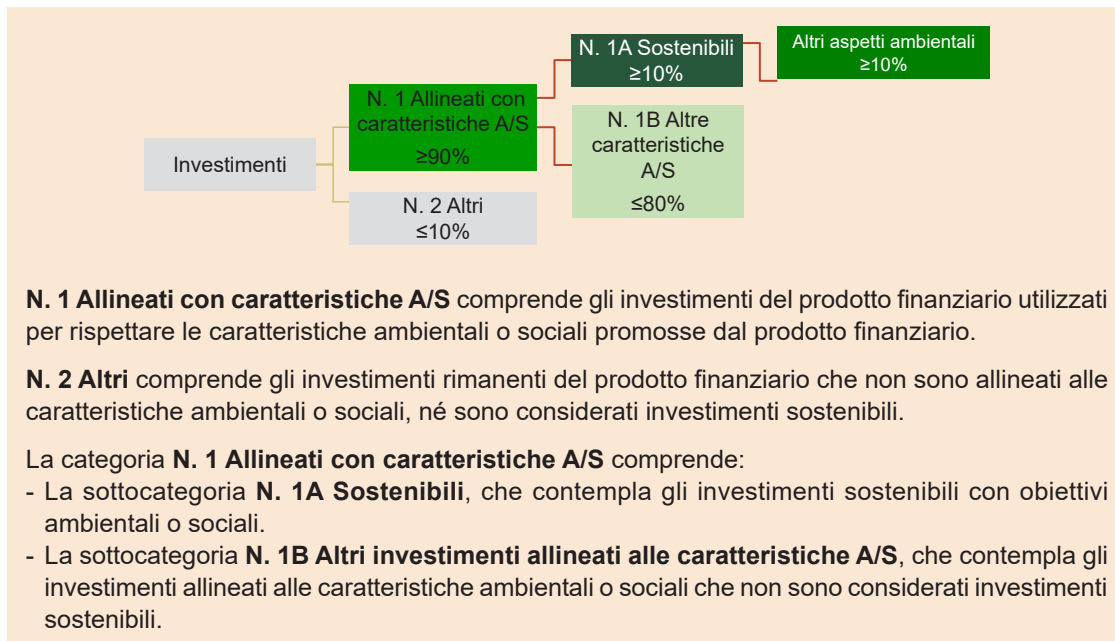 N. 1A Sostenibili
≥10%
Altri aspetti ambientali
≥10%
N. 1 Allineati con
caratteristiche A/S
≥90%
N. 1B Altre
caratteristiche
A/S
≤80%
Investimenti
N. 2 Altri
≤10%
N. 1 Allineati con caratteristiche A/S comprende gli investimenti del prodotto finanziario utilizzati
per rispettare le caratteristiche ambientali o sociali promosse dal prodotto finanziario.
N. 2 Altri comprende gli investimenti rimanenti del prodotto finanziario che non sono allineati alle
caratteristiche ambientali o sociali, né sono considerati investimenti sostenibili.
La categoria N. 1 Allineati con caratteristiche A/S comprende:
- La sottocategoria N. 1A Sostenibili, che contempla gli investimenti sostenibili con obiettivi
ambientali o sociali.
- La sottocategoria N. 1B Altri investimenti allineati alle caratteristiche A/S, che contempla gli
investimenti allineati alle caratteristiche ambientali o sociali che non sono considerati investimenti
sostenibili.